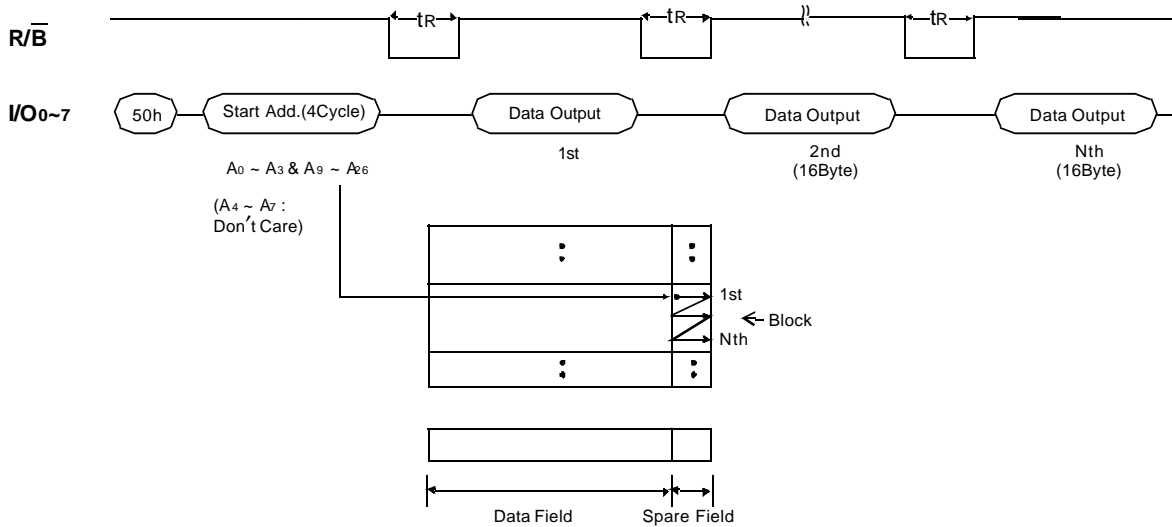 R/B
tR tR tR
I/O0~7
50h Start Add.(4Cycle) Data Output Data Output Data Output
1st 2nd Nth
(16Byte) (16Byte)
A0 ~ A3 & A9 ~ A26
(A4 ~ A7 :
Don't Care)
1st
Block
Nth
Data Field Spare Field